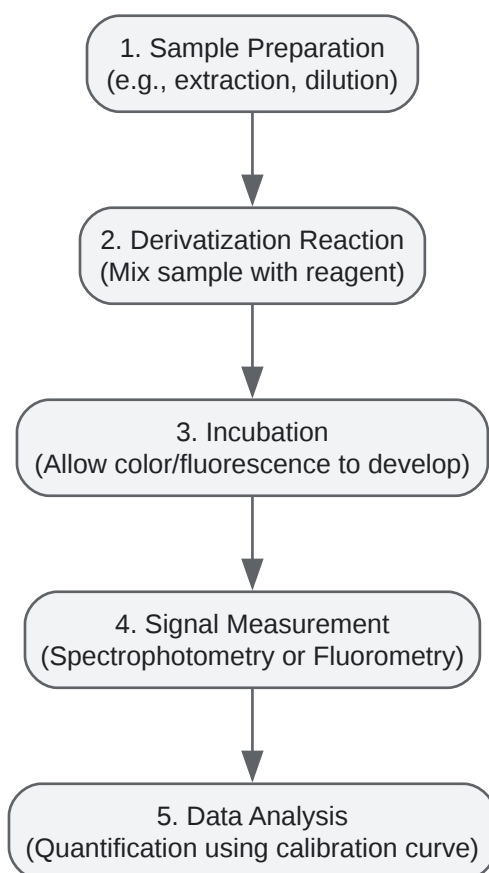 1. Sample Preparation
(e.g., extraction, dilution)
2. Derivatization Reaction
(Mix sample with reagent)
3. Incubation
(Allow color/fluorescence to develop)
4. Signal Measurement
(Spectrophotometry or Fluorometry)
5. Data Analysis
(Quantification using calibration curve)